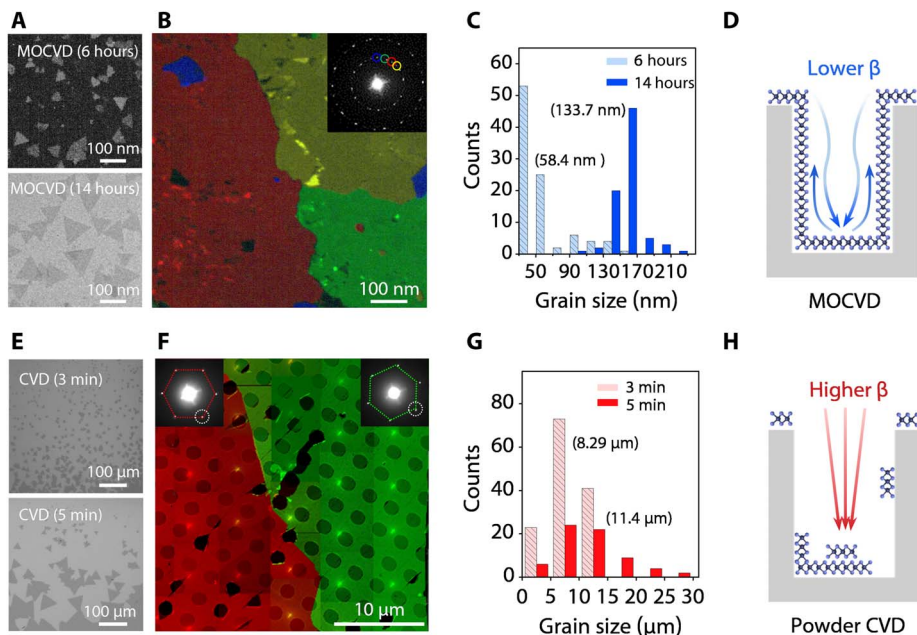 A
MOCVD (6 hours)
100 nm
MOCVD (14 hours)
100 nm
B
100 nm
C
6 hours
14 hours
(133.7 nm)
(58.4 nm )
60
50
40
30
20
10
0
Counts
50 90 130 170 210
Grain size (nm)
D
Lower β
MOCVD
E
CVD (3 min)
100 μm
CVD (5 min)
100 μm
F
10 μm
G
3 min
5 min
(8.29 μm)
(11.4 μm)
80
60
40
20
0
Counts
0 5 10 15 20 25 30
Grain size (μm)
H
Higher β
Powder CVD